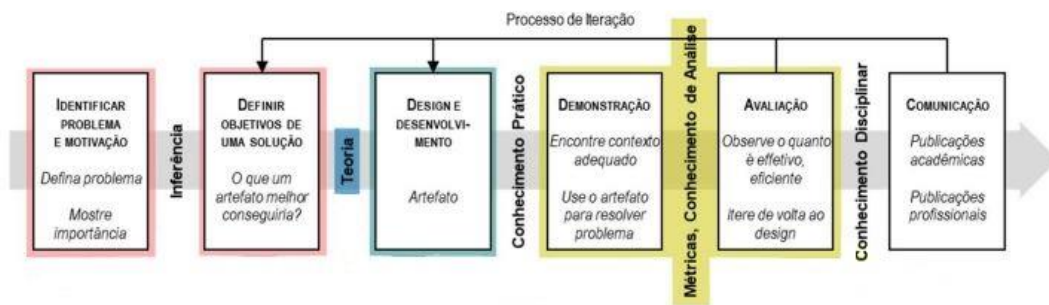 Processo de Iteração
IDENTIFICAR
PROBLEMA
E MOTIVAÇÃO
Defina problema
Mostre
importância
Inferência
DEFINIR
OBJETIVOS DE
UMA SOLUÇÃO
O que um
artefato melhor
conseguiria?
Teoria
DESIGN E
DESENVOLVI-
MENTO
Artefato
Conhecimento Prático
DEMONSTRAÇÃO
Encontre contexto
adequado
Use o artefato
para resolver
problema
Métricas, Conhecimento de Análise
AVALIAÇÃO
Observe o quanto
è effetivo,
eficiente
Itere de volta ao
design
Conhecimento Disciplinar
COMUNICAÇÃO
Publicações
acadêmicas
Publicações
profissionais